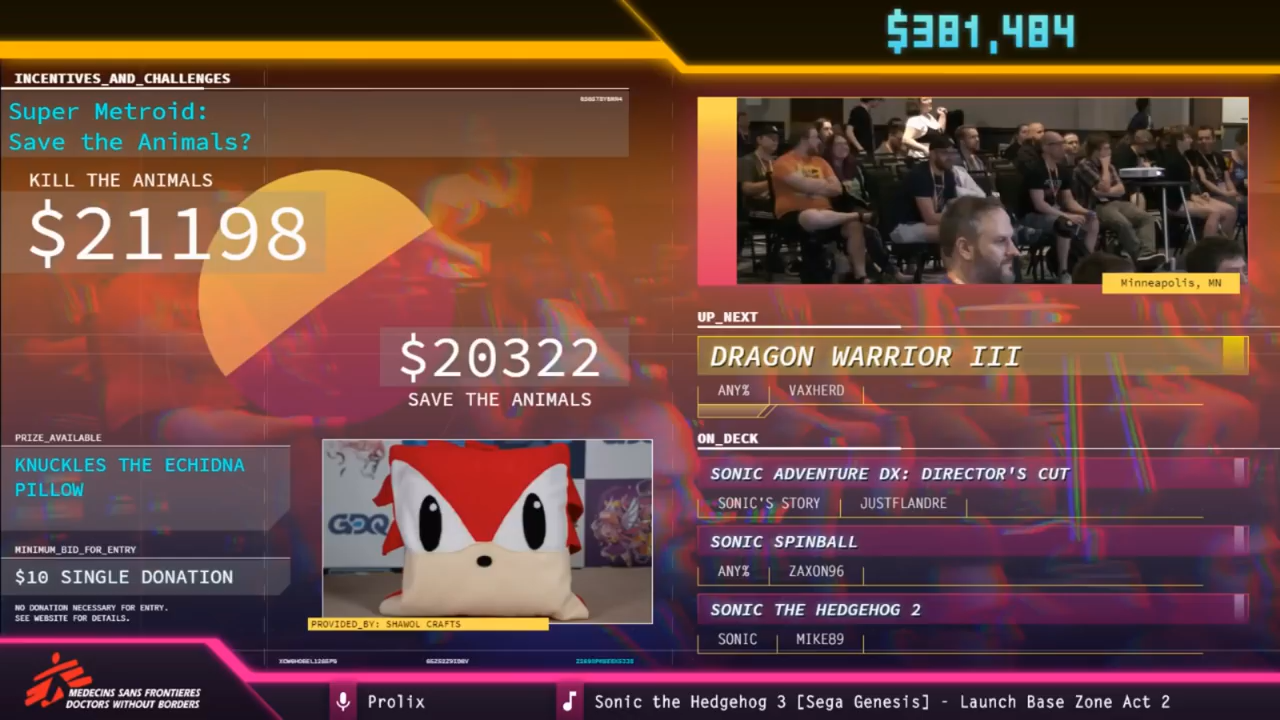 $381,484
INCENTIVES_AND_CHALLENGES
Super Metroid:
Save the Animals?
KILL THE ANIMALS
$21198
$20322
SAVE THE ANIMALS
PRIZE_AVAILABLE
KNUCKLES THE ECHIDNA
PILLOW
MINIMUM_BID_FOR_ENTRY
$10 SINGLE DONATION
NO DONATION NECESSARY FOR ENTRY.
SEE WEBSITE FOR DETAILS.
GDQ
PROVIDED_BY: SHAWOL CRAFTS
Minneapolis, MN
UP_NEXT
DRAGON WARRIOR III
ANY% VAXHERD
ON_DECK
SONIC ADVENTURE DX: DIRECTOR'S CUT
SONIC'S STORY JUSTFLANDRE
SONIC SPINBALL
ANY% ZAXON96
SONIC THE HEDGEHOG 2
SONIC MIKE89
MEDECINS SANS FRONTIERES
DOCTORS WITHOUT BORDERS
Prolix
Sonic the Hedgehog 3 [Sega Genesis] - Launch Base Zone Act 2